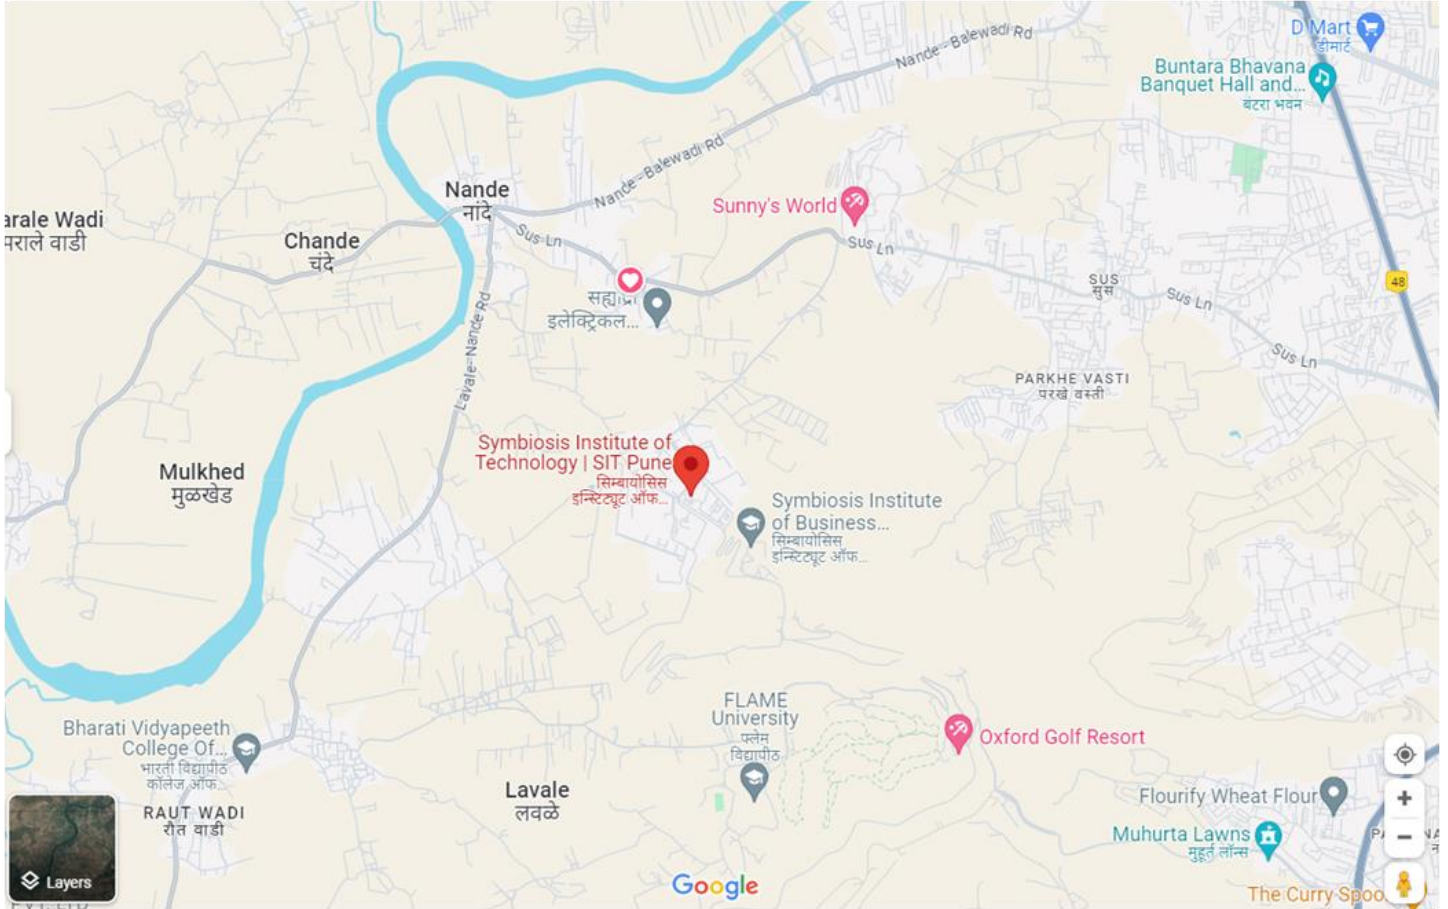 Nande - Balewadi Rd
D Mart
डीमार्ट
Buntara Bhavana
Banquet Hall and...
बंटरा भवन
Nande - Balewadi Rd
Nande
नांदे
Sunny's World
arale Wadi
मराले वाडी
Chande
चंदे
Sus Ln
Sus Ln
SUS
सुस
Sus Ln
48
सह्याद्री
इलेक्ट्रिकल...
Lavale-Nande Rd
Sus Ln
PARKHE VASTI
परखे वस्ती
Mulkhed
मुळखेड
Symbiosis Institute of
Technology | SIT Pune
सिम्बायोसिस
इन्स्टिट्यूट ऑफ...
Symbiosis Institute
of Business...
सिम्बायोसिस
इन्स्टिट्यूट ऑफ...
FLAME
University
फ्लेम
विद्यापीठ
Bharati Vidyapeeth
College Of...
भारती विद्यापीठ
कॉलेज ऑफ...
Oxford Golf Resort
Lavale
लवळे
RAUT WADI
रौत वाडी
Flourify Wheat Flour
Muhurta Lawns
मुहूर्त लॉन्स
Layers
Google
The Curry Spoo